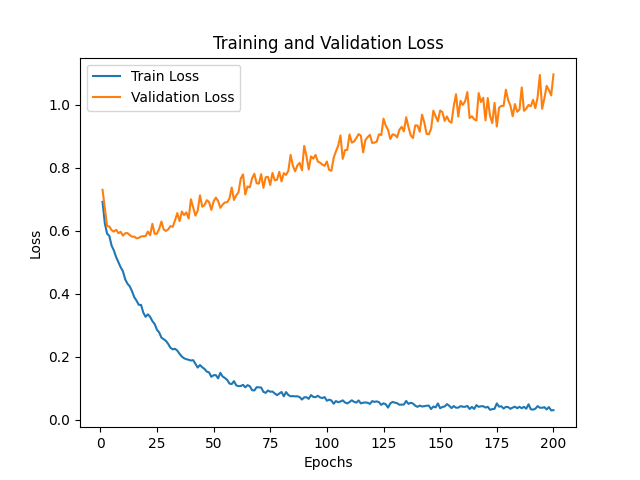 Training and Validation Loss
Train Loss
Validation Loss
1.0
0.8
0.6
0.4
0.2
0.0
Loss
0 25 50 75 100 125 150 175 200
Epochs